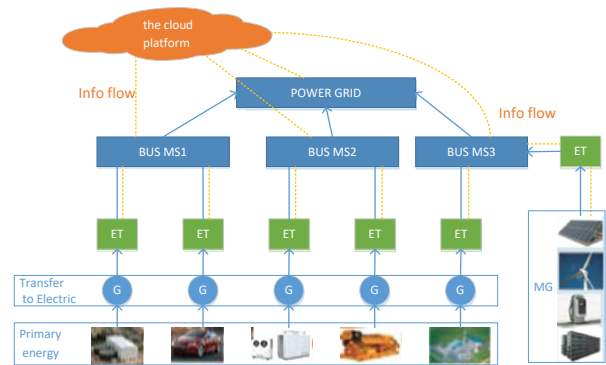 the cloud
platform
POWER GRID
Info flow
Info flow
BUS MS1
BUS MS2
BUS MS3
ET
ET
ET
ET
ET
ET
Transfer
to Electric
G
G
G
G
G
MG
Primary
energy